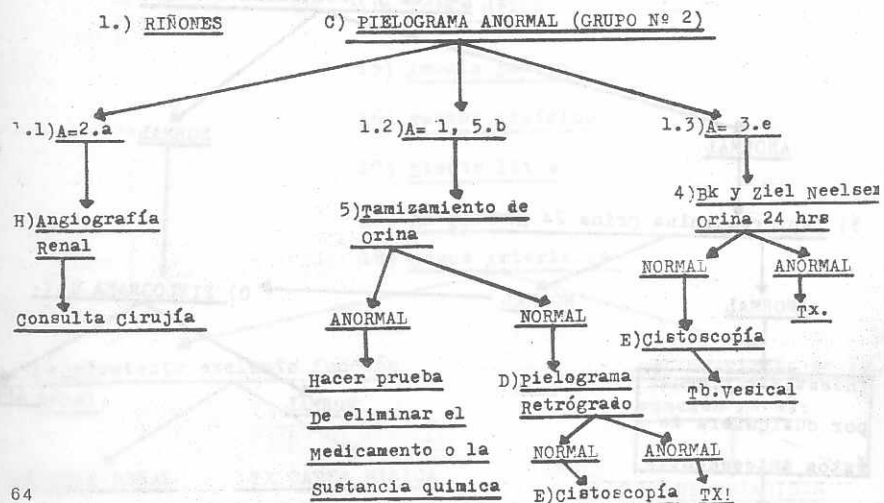 1.) RIÑONES C) PIELOGRAMA ANORMAL (GRUPO Nº 2)
.1)A=2.a 1.2)A= 1, 5.b 1.3)A= 3.e
H)Angiografía
Renal
Consulta Cirujía
5)Tamizamiento de
Orina
ANORMAL NORMAL
Hacer prueba
De eliminar el
Medicamento o la
Sustancia quimica
D)Pielograma
Retrógrado
NORMAL ANORMAL
E)Cistoscopía TX!
4)Bk y Ziel Neelsen
Orina 24 hrs
NORMAL ANORMAL
Tx.
E)Cistoscopía
Tb.Vesical
64